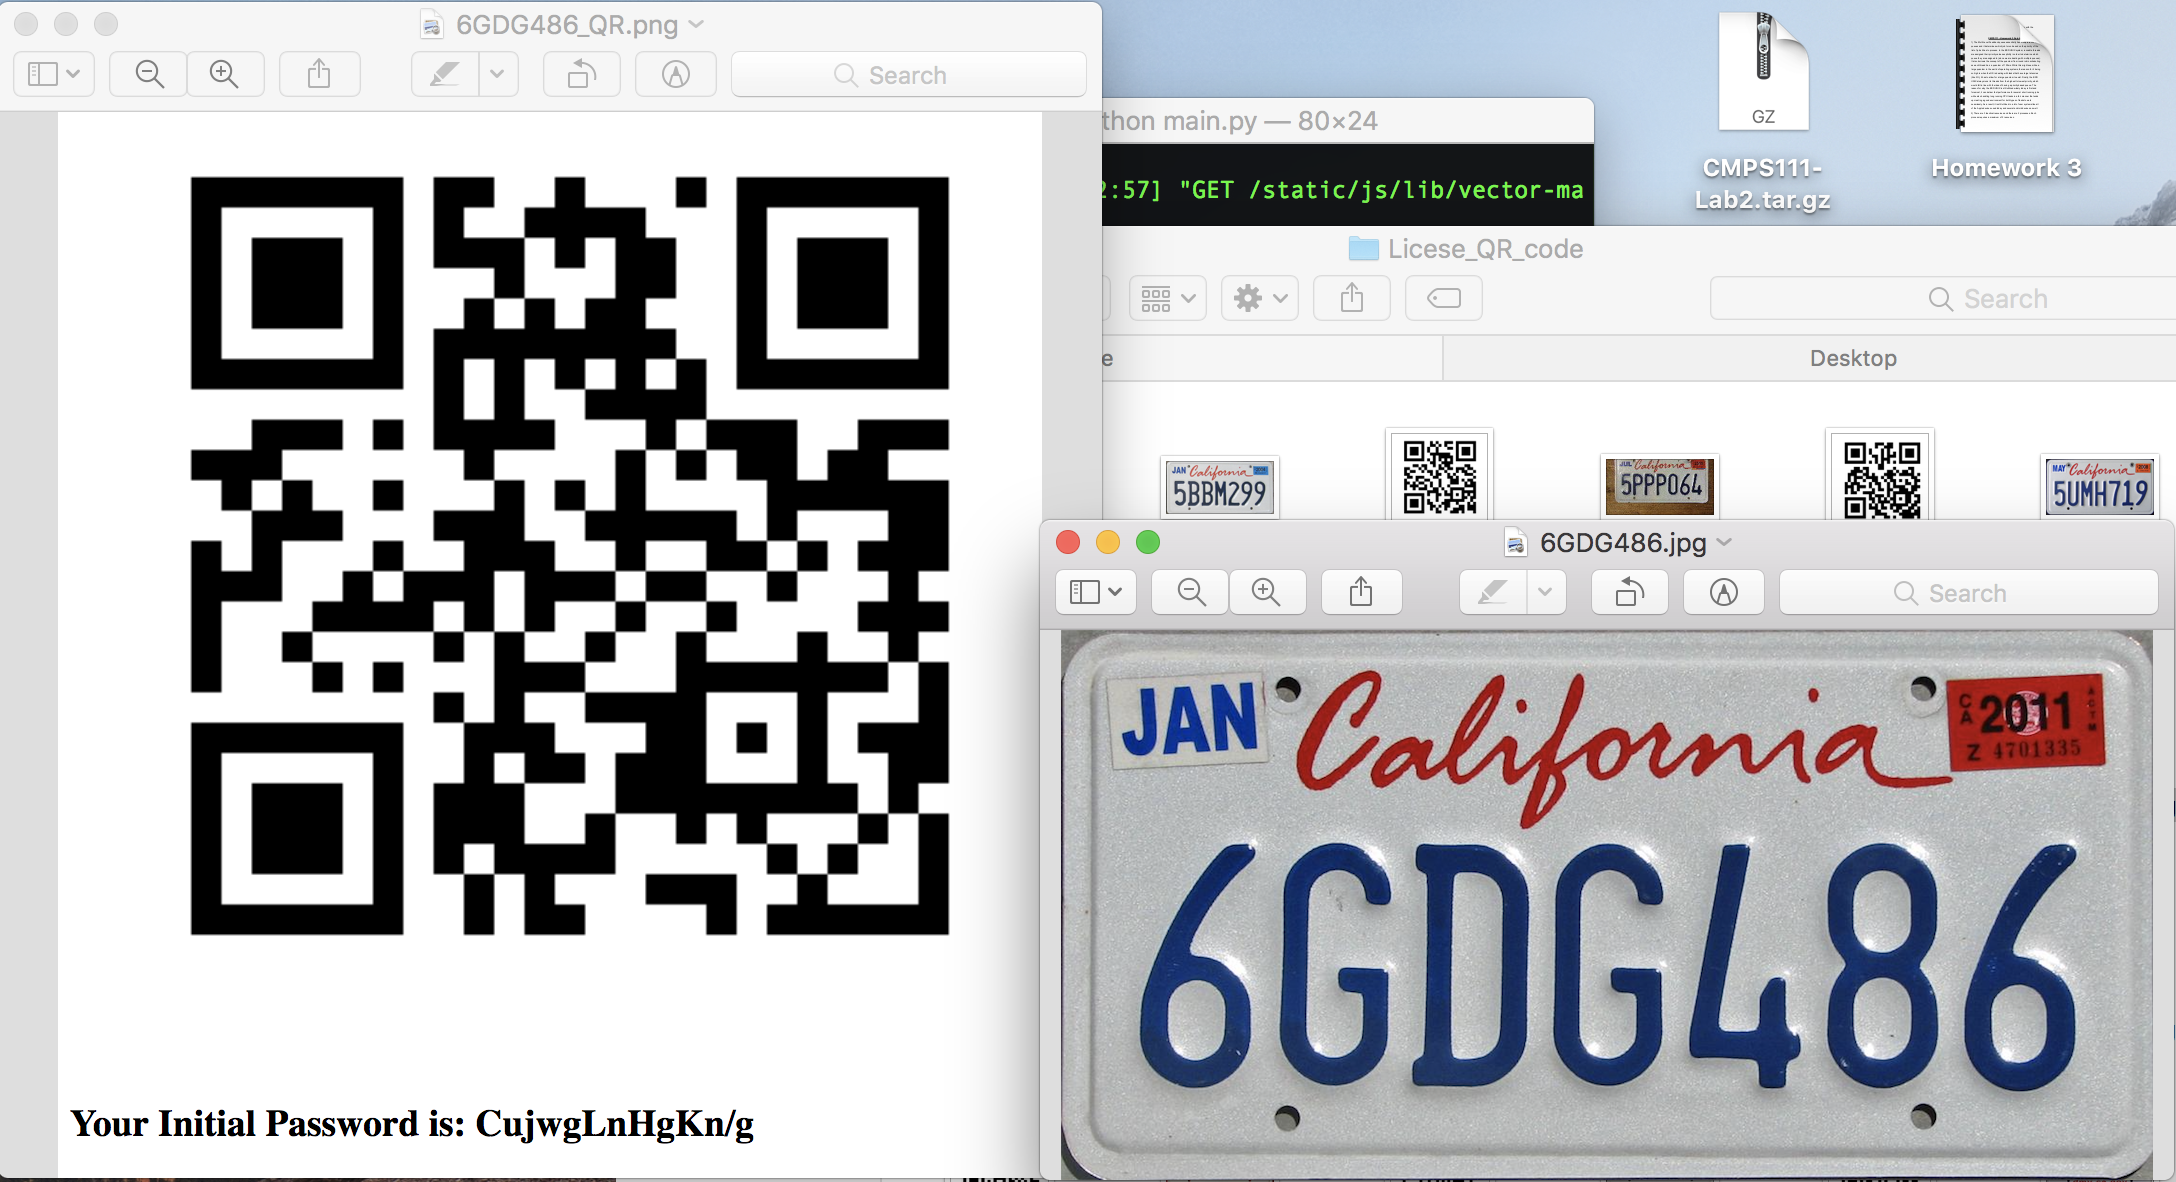 6GDG486_QR.png
Search
Your Initial Password is: CujwgLnHgKn/g
thon main.py — 80×24
2:57] "GET /static/js/lib/vector-ma
GZ
CMPS111-
Lab2.tar.gz
Homework 3
Licese_QR_code
Search
e
Desktop
JAN California
5BBM299
JUL California
5PPP064
MAY California
5UMH719
6GDG486.jpg
Search
JAN California CA 2011
Z 4701335
6GDG486